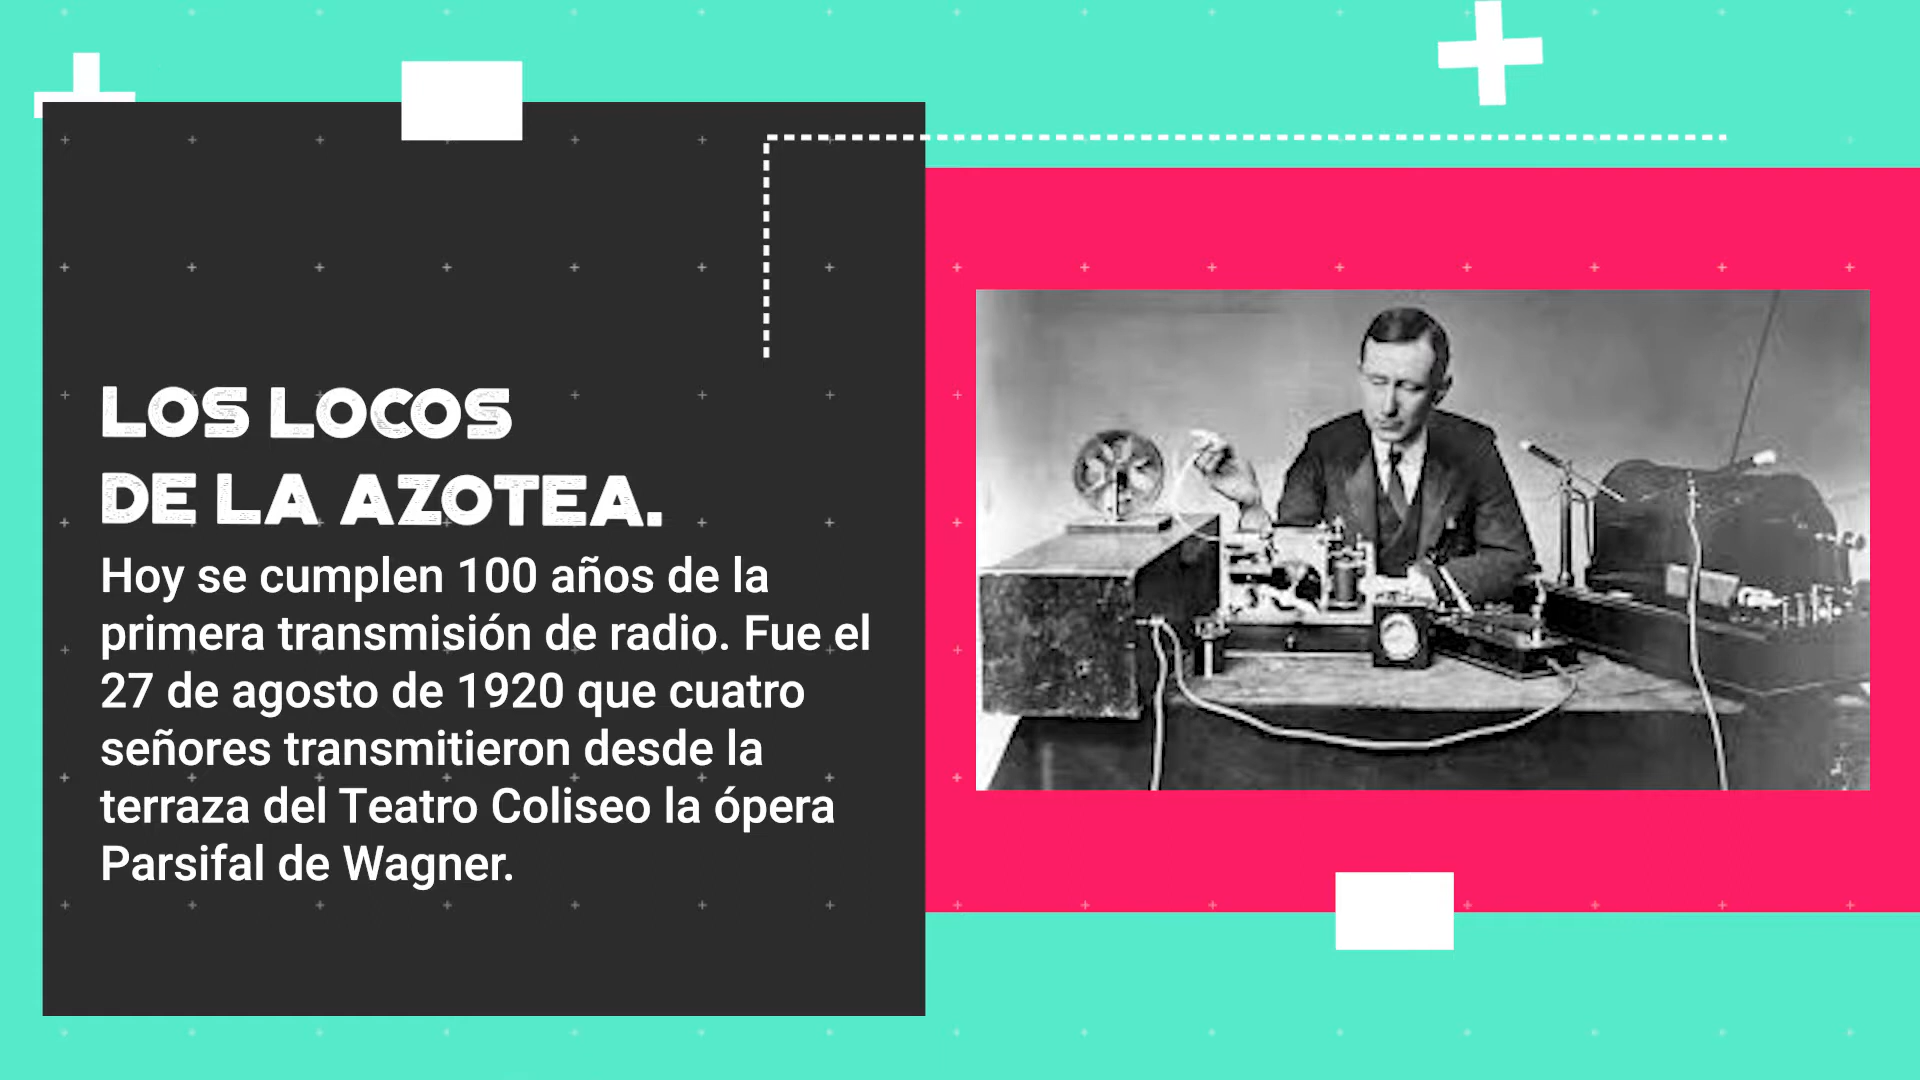 LOS LOCOS
DE LA AZOTEA.
Hoy se cumplen 100 años de la
primera transmisión de radio. Fue el
27 de agosto de 1920 que cuatro
señores transmitieron desde la
terraza del Teatro Coliseo la ópera
Parsifal de Wagner.